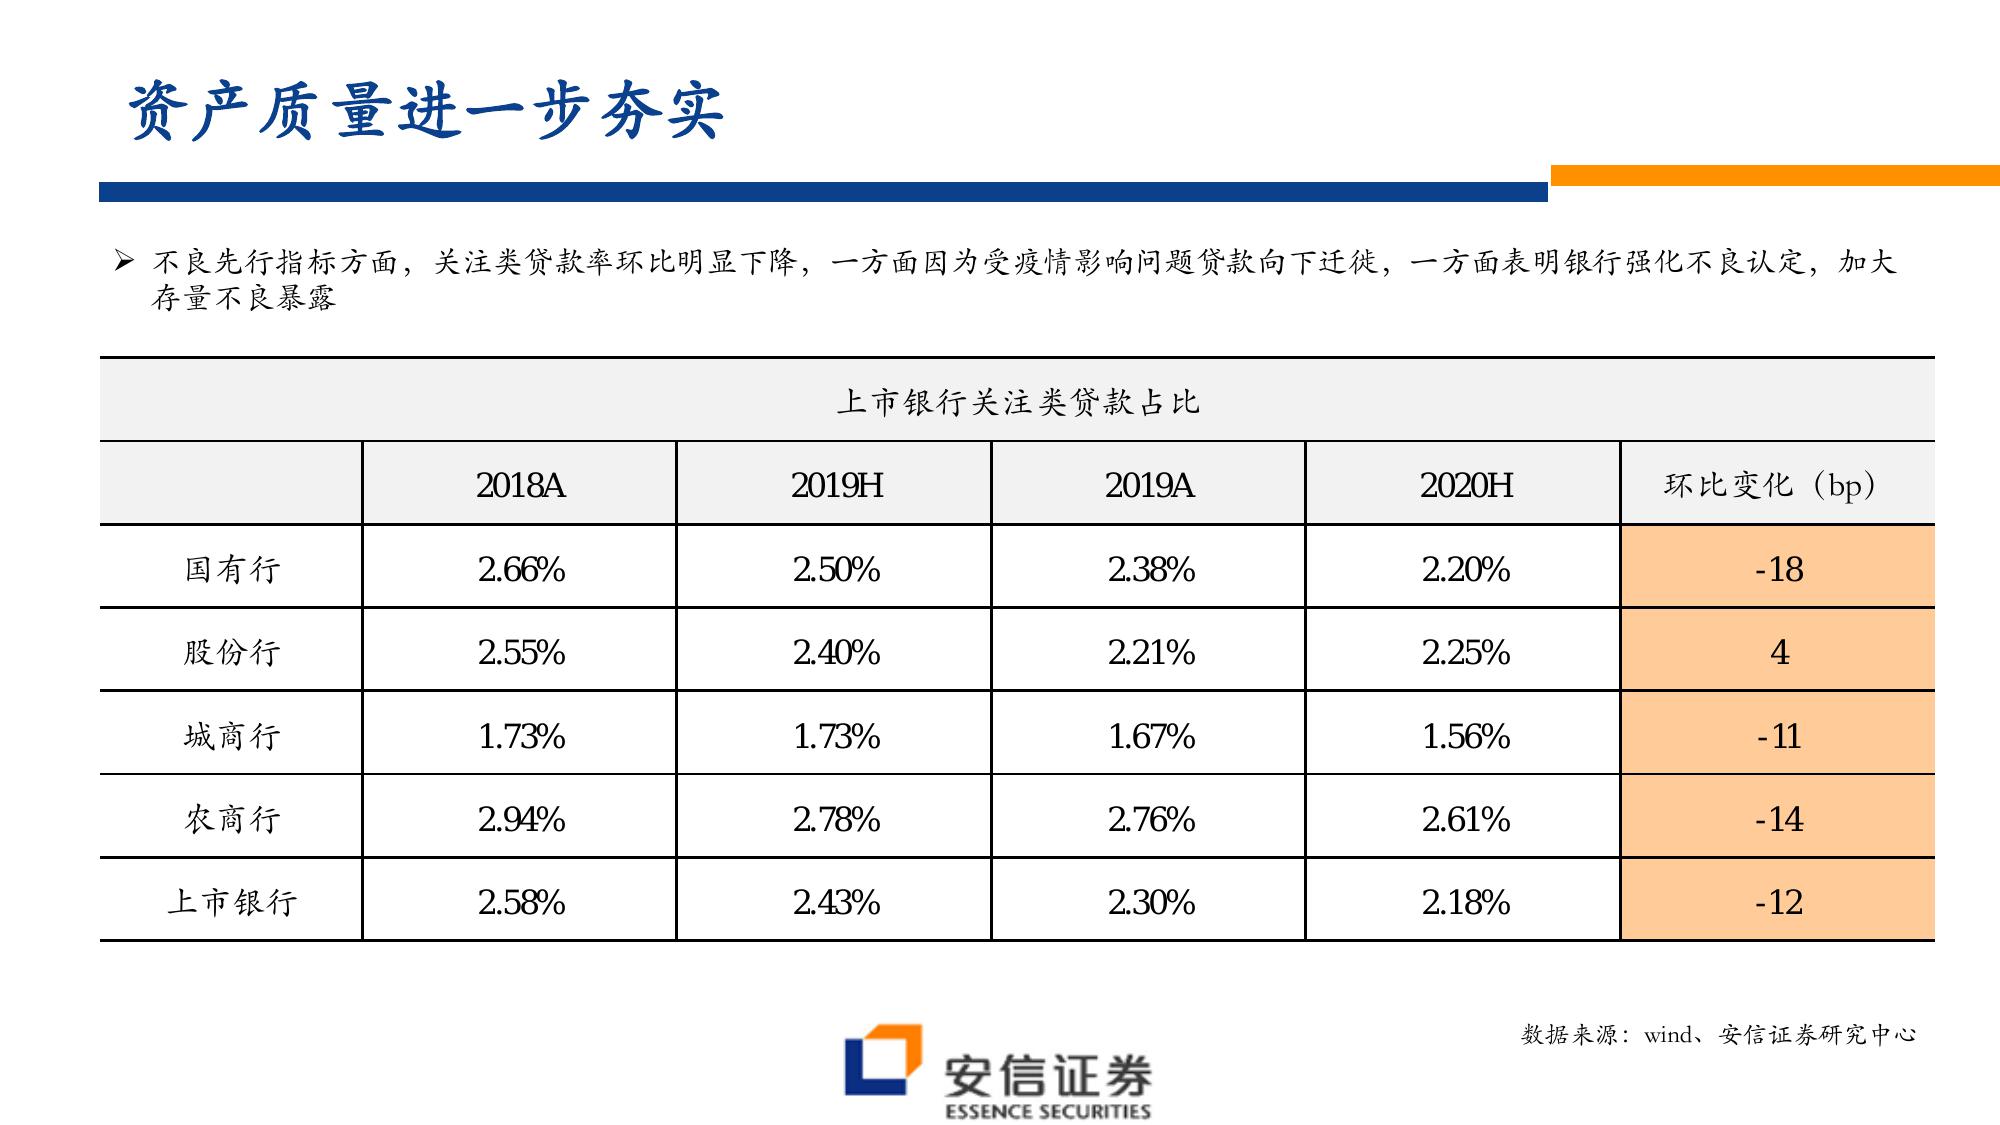 资产质量进一步夯实
➢ 不良先行指标方面，关注类贷款率环比明显下降，一方面因为受疫情影响问题贷款向下迁徙，一方面表明银行强化不良认定，加大
存量不良暴露
上市银行关注类贷款占比
2018A 2019H 2019A 2020H 环比变化（bp）
国有行 2.66% 2.50% 2.38% 2.20% -18
股份行 2.55% 2.40% 2.21% 2.25% 4
城商行 1.73% 1.73% 1.67% 1.56% -11
农商行 2.94% 2.78% 2.76% 2.61% -14
上市银行 2.58% 2.43% 2.30% 2.18% -12
数据来源：wind、安信证券研究中心
安信证券
ESSENCE SECURITIES